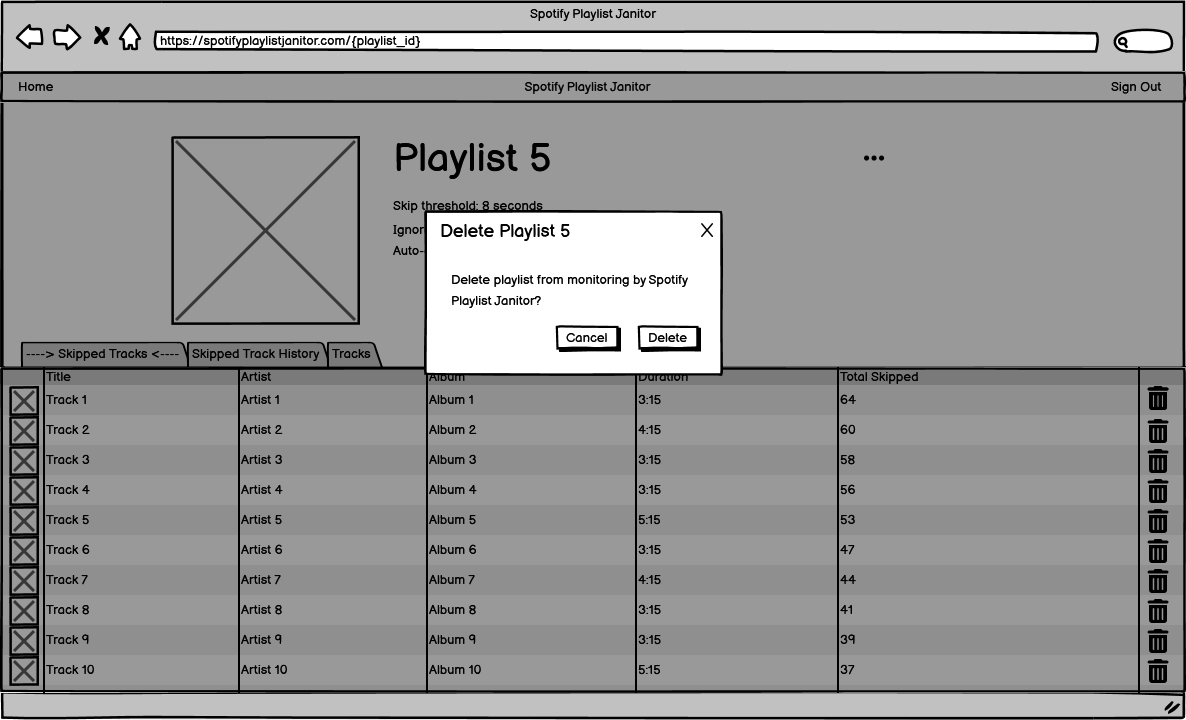 Spotify Playlist Janitor
https://spotifyplaylistjanitor.com/{playlist_id}
Home Spotify Playlist Janitor Sign Out
Playlist 5
Skip threshold: 8 seconds
Delete Playlist 5 X
Delete playlist from monitoring by Spotify
Playlist Janitor?
Cancel Delete
----> Skipped Tracks <---- Skipped Track History Tracks
Title Artist Album Duration Total Skipped
Track 1 Artist 1 Album 1 3:15 64
Track 2 Artist 2 Album 2 4:15 60
Track 3 Artist 3 Album 3 3:15 58
Track 4 Artist 4 Album 4 3:15 56
Track 5 Artist 5 Album 5 5:15 53
Track 6 Artist 6 Album 6 3:15 47
Track 7 Artist 7 Album 7 4:15 44
Track 8 Artist 8 Album 8 3:15 41
Track 9 Artist 9 Album 9 3:15 39
Track 10 Artist 10 Album 10 5:15 37